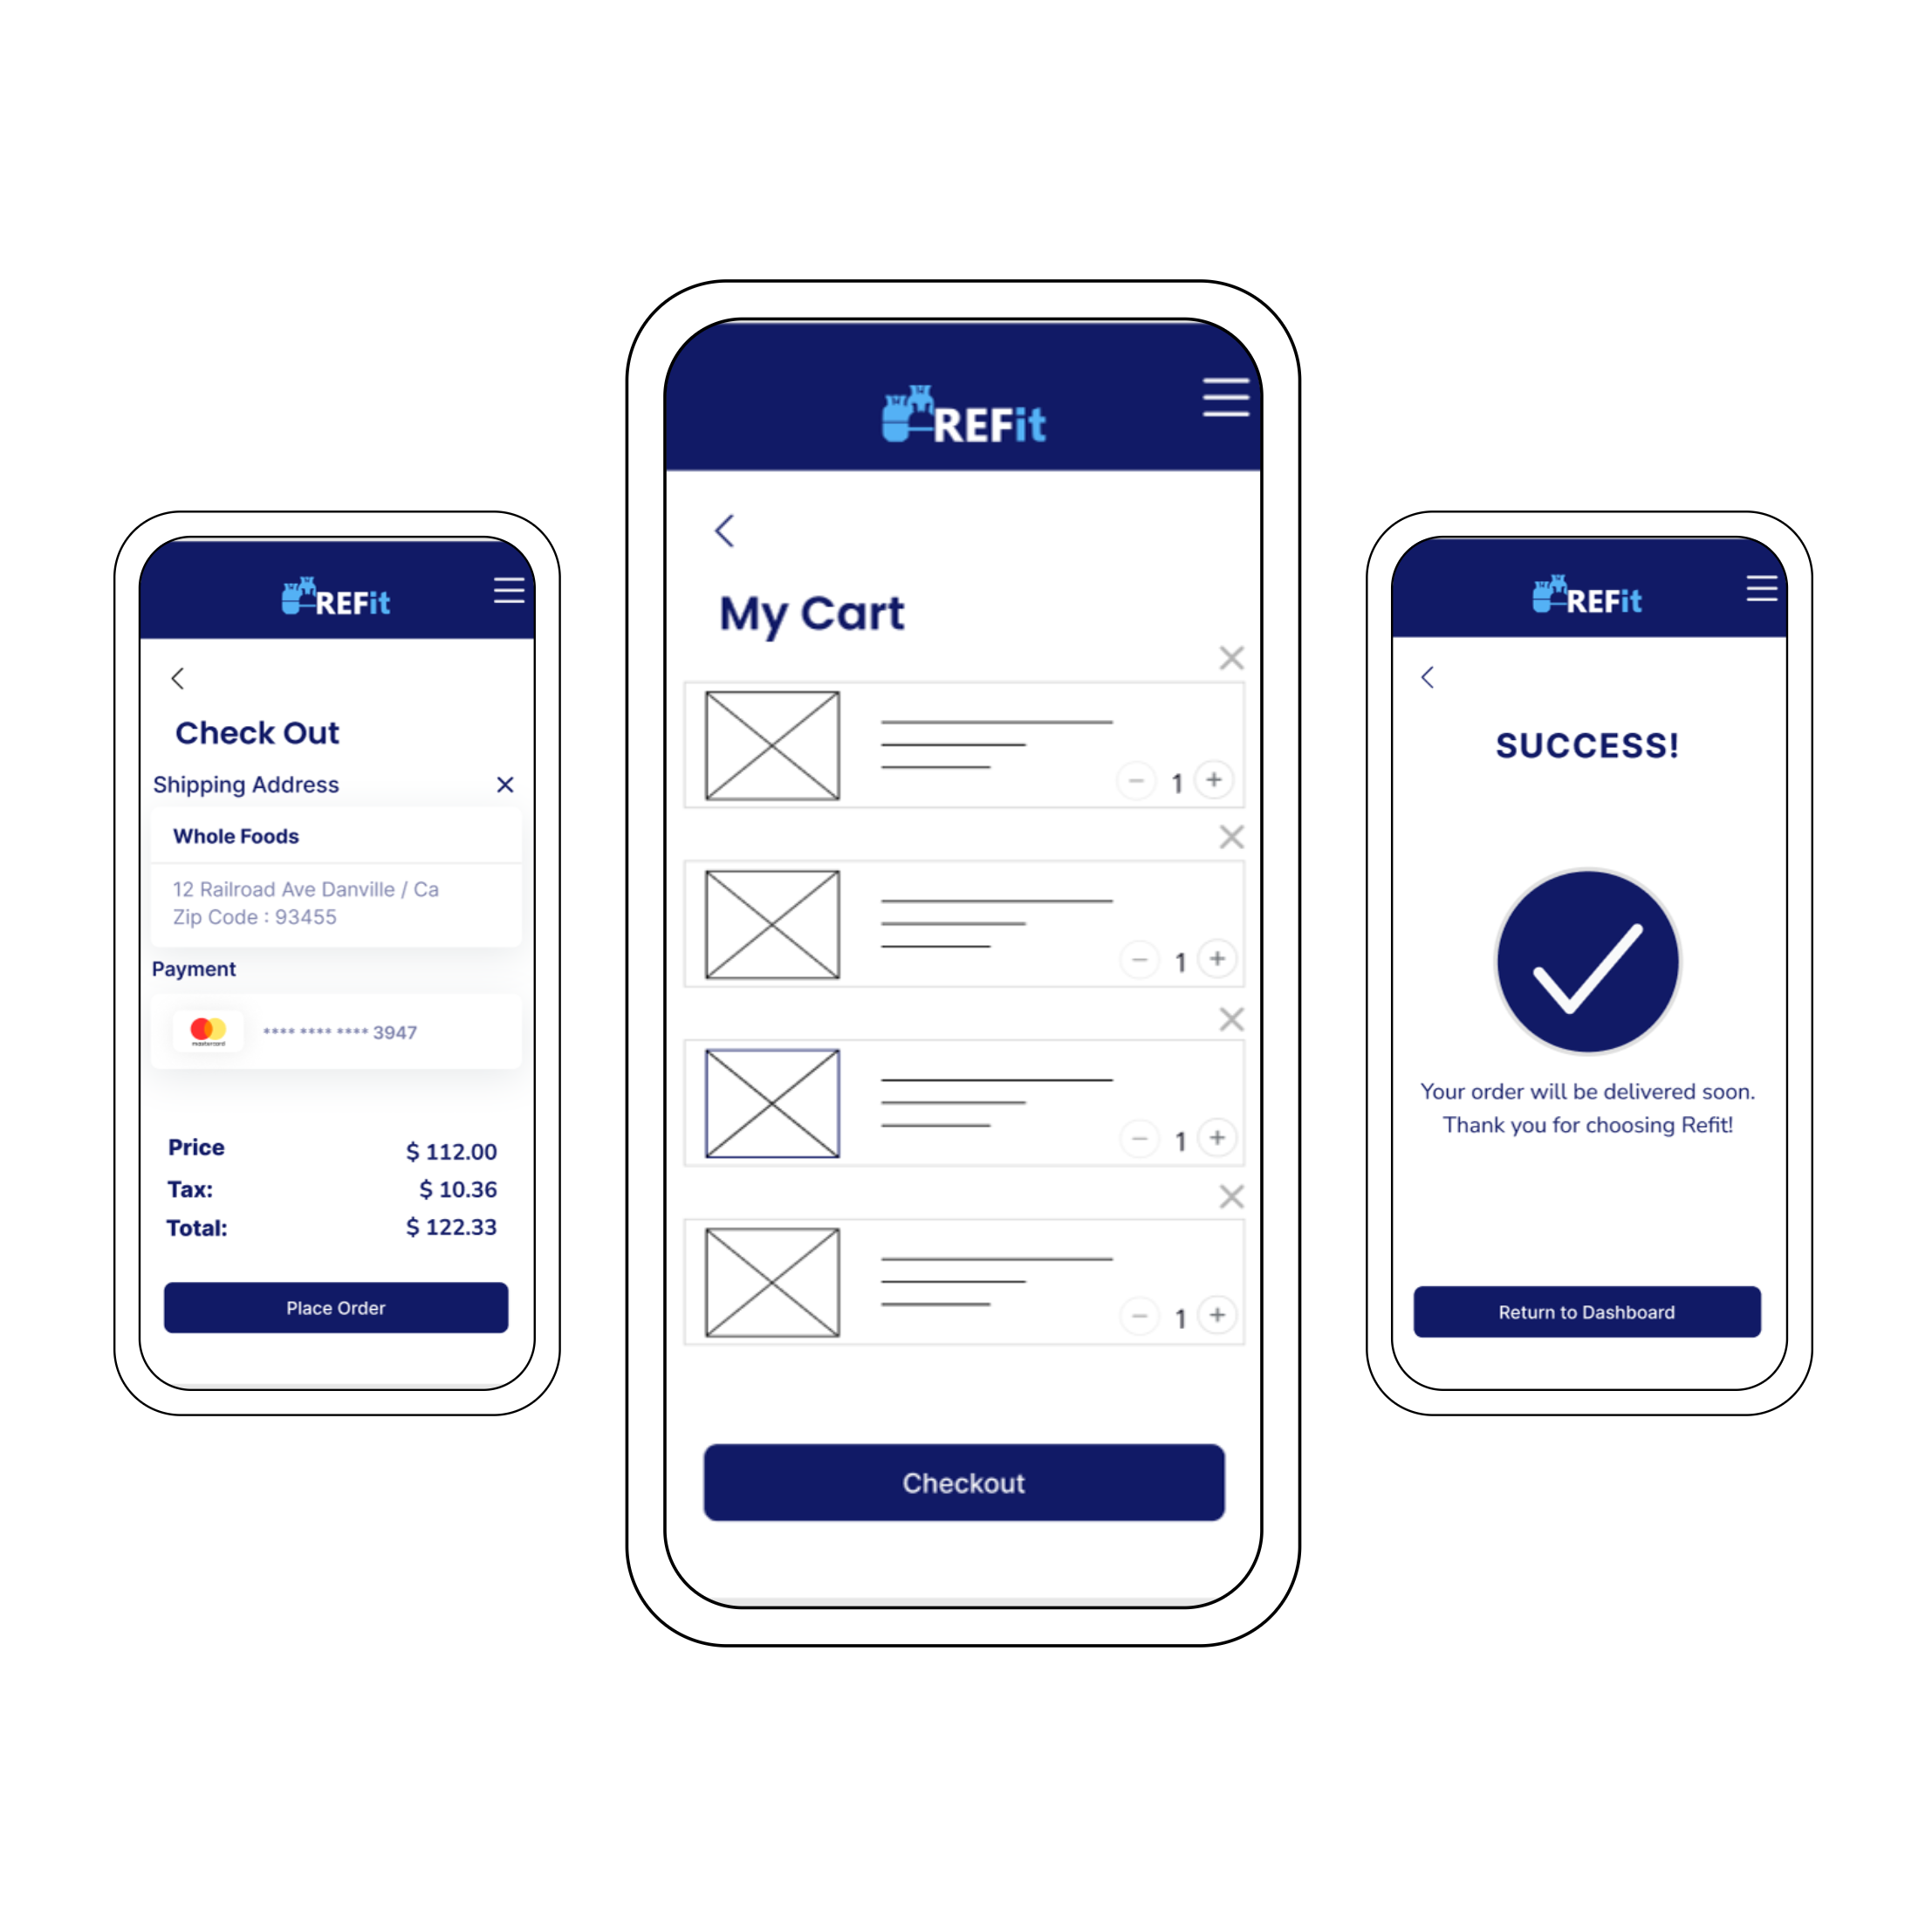 REFit
Check Out
Shipping Address
Whole Foods
12 Railroad Ave Danville / Ca
Zip Code : 93455
Payment
mastercard
**** **** **** 3947
Price $ 112.00
Tax: $ 10.36
Total: $ 122.33
Place Order
REFit
My Cart
1
1
1
1
Checkout
REFit
SUCCESS!
Your order will be delivered soon.
Thank you for choosing Refit!
Return to Dashboard